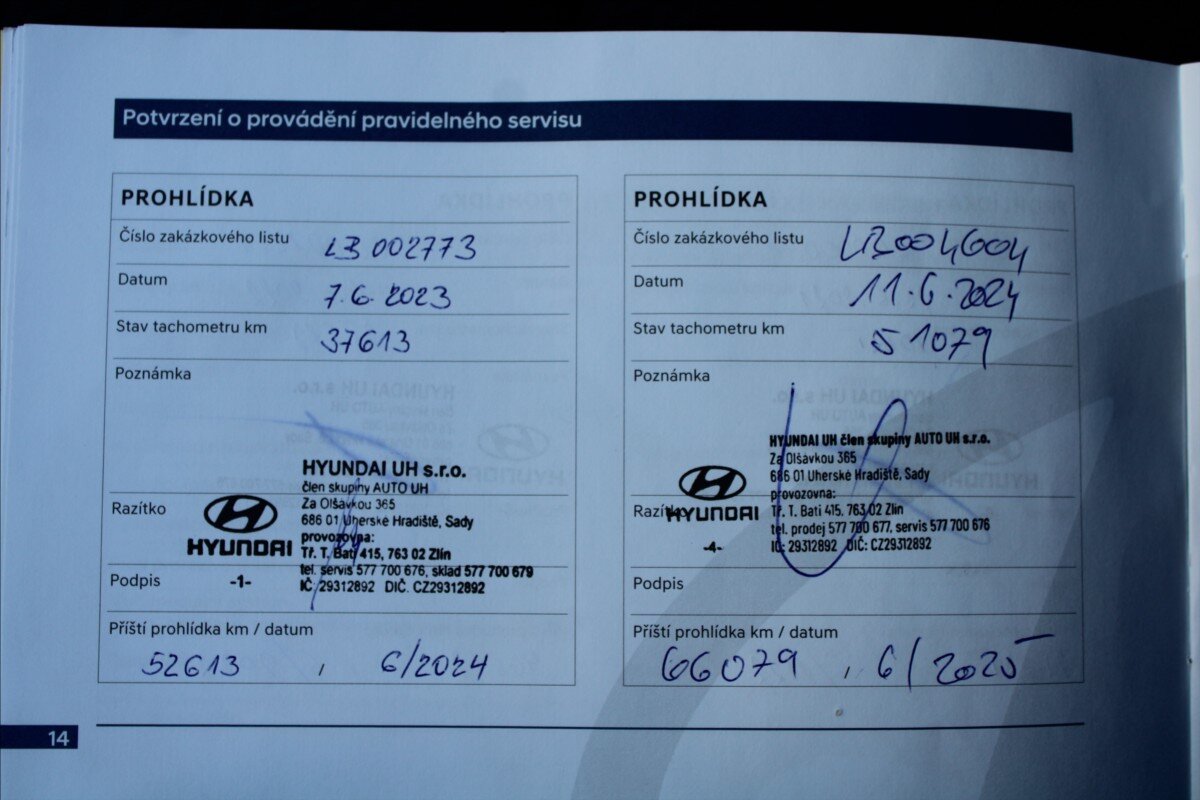 Potvrzení o provádění pravidelného servisu
PROHLÍDKA
Číslo zakázkového listu LB002773
Datum 7.6.2023
Stav tachometru km 37613
Poznámka
HYUNDAI UH s.r.o.
člen skupiny AUTO UH
Za Olšávkou 365
686 01 Uherské Hradiště, Sady
provozovna:
Tř. T. Bati 415, 763 02 Zlín
tel. servis 577 700 676, sklad 577 700 679
IČ: 29312892 DIČ. CZ29312892
Razítko
HYUNDAI
Podpis -1-
Příští prohlídka km / datum
52613 , 6/2024
PROHLÍDKA
Číslo zakázkového listu LB004604
Datum 11.6.2024
Stav tachometru km 51079
Poznámka
HYUNDAI UH člen skupiny AUTO UH s.r.o.
Za Olšávkou 365
686 01 Uherské Hradiště, Sady
provozovna:
Tř. T. Bati 415, 763 02 Zlín
tel. prodej 577 700 677, servis 577 700 676
IČ: 29312892 DIČ: CZ29312892
Razítko
HYUNDAI
-4-
Podpis
Příští prohlídka km / datum
66079 , 6/2025
14